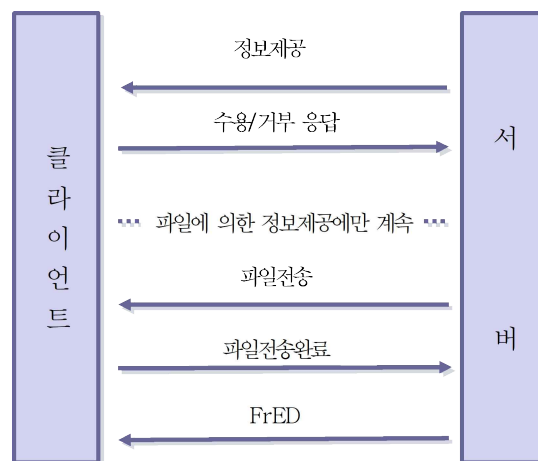 정보제공
수용/거부 응답
클라이언트
서버
파일에 의한 정보제공에만 계속
파일전송
파일전송완료
FrED